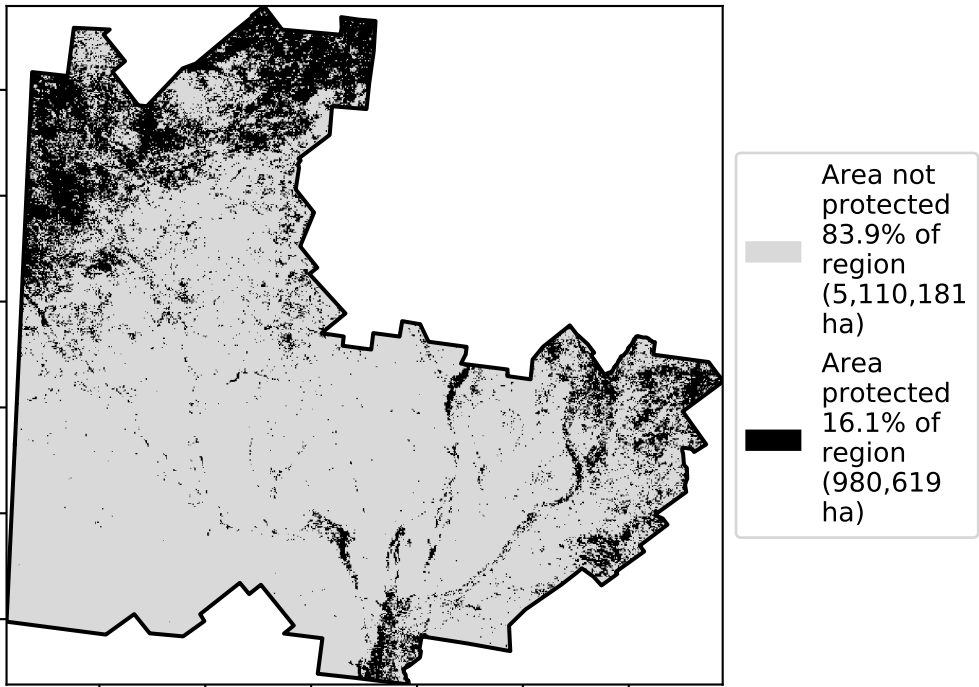 Area not
protected
83.9% of
region
(5,110,181
ha)
Area
protected
16.1% of
region
(980,619
ha)